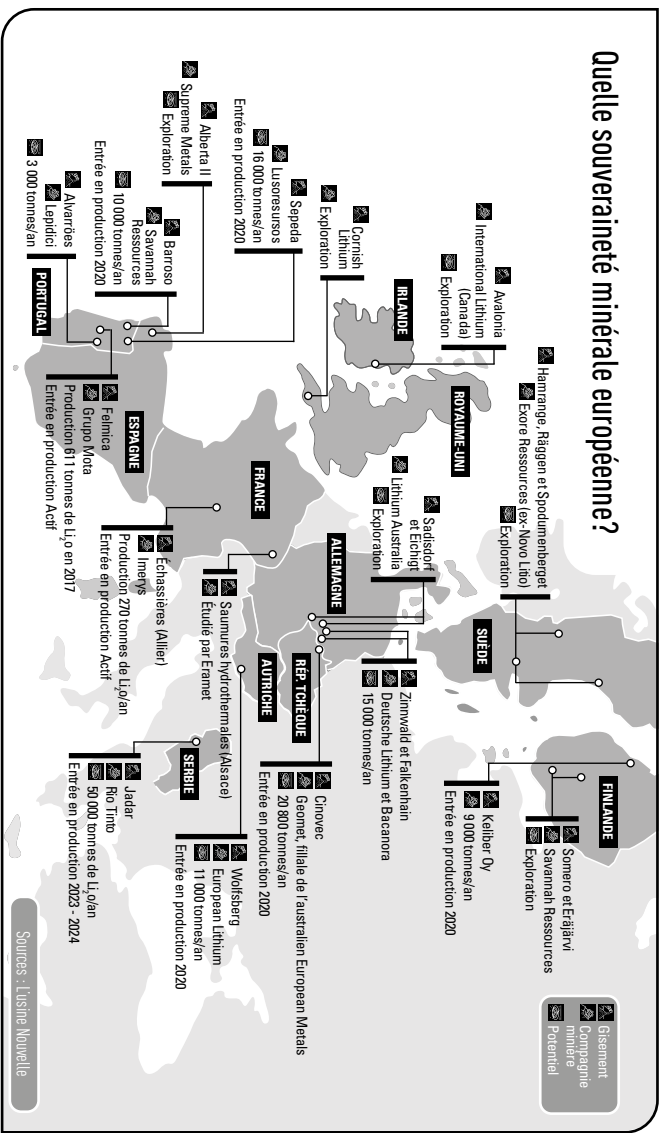 Quelle souveraineté minérale européenne?
Gisement
Compagnie
minière
Potentiel
Hamrange, Räggen et Spodumenberget
Exore Ressources (ex-Novo Litio)
Exploration
SUÈDE
FINLANDE
Somero et Eräjärvi
Savannah Ressources
Exploration
Keliber Oy
9 000 tonnes/an
Entrée en production 2020
Avalonia
International Lithium
(Canada)
Exploration
IRLANDE
ROYAUME-UNI
Cornish
Lithium
Exploration
Sadisdorf
et Eichigt
Lithium Australia
Exploration
ALLEMAGNE
Zinnwald et Falkenhain
Deutsche Lithium et Bacanora
15 000 tonnes/an
RÉP. TCHÈQUE
Cinovec
Geomet, filiale de l'australien European Metals
20 800 tonnes/an
Entrée en production 2020
AUTRICHE
Wolfsberg
European Lithium
11 000 tonnes/an
Entrée en production 2020
Sepeda
Lusoresursos
16 000 tonnes/an
Entrée en production 2020
Alberta II
Supreme Metals
Exploration
Barroso
Savannah
Ressources
10 000 tonnes/an
Entrée en production 2020
Alvarrões
Lepidici
3 000 tonnes/an
PORTUGAL
ESPAGNE
Felmica
Grupo Mota
Production 611 tonnes de Li₂o en 2017
Entrée en production Actif
FRANCE
Échassières (Allier)
Imerys
Production 270 tonnes de Li₂o/an
Entrée en production Actif
Saumures hydrothermales (Alsace)
Étudié par Eramet
SERBIE
Jadar
Rio Tinto
50 000 tonnes de Li₂o/an
Entrée en production 2023 - 2024
Sources : L'usine Nouvelle